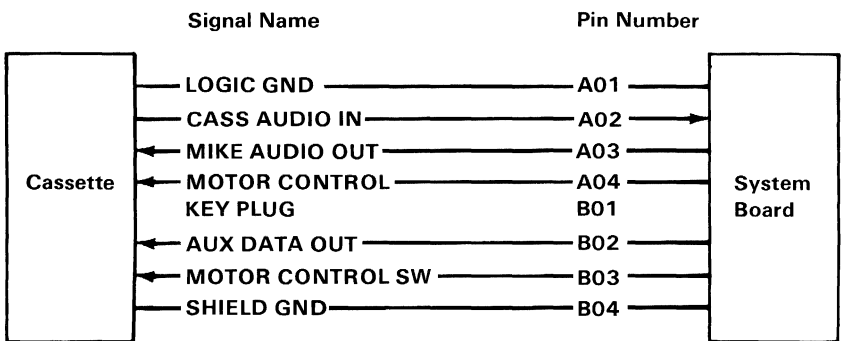 Signal Name Pin Number
LOGIC GND A01
CASS AUDIO IN A02
MIKE AUDIO OUT A03
Cassette MOTOR CONTROL A04 System
KEY PLUG B01 Board
AUX DATA OUT B02
MOTOR CONTROL SW B03
SHIELD GND B04